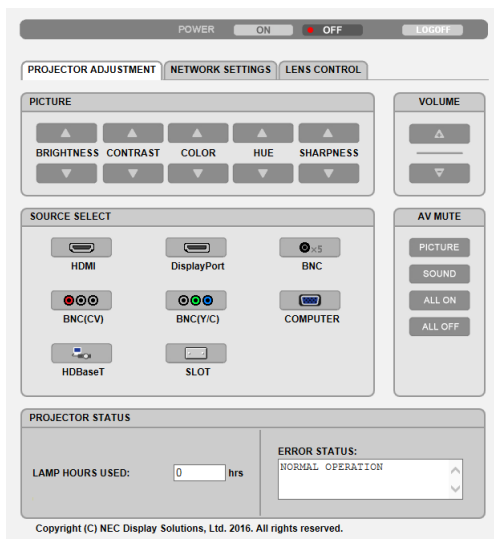 POWER ON OFF LOGOFF
PROJECTOR ADJUSTMENT NETWORK SETTINGS LENS CONTROL
PICTURE
BRIGHTNESS CONTRAST COLOR HUE SHARPNESS
VOLUME
SOURCE SELECT
HDMI DisplayPort BNC
×5
BNC(CV) BNC(Y/C) COMPUTER
HDBaseT SLOT
AV MUTE
PICTURE
SOUND
ALL ON
ALL OFF
PROJECTOR STATUS
LAMP HOURS USED: 0 hrs
ERROR STATUS:
NORMAL OPERATION
Copyright (C) NEC Display Solutions, Ltd. 2016. All rights reserved.